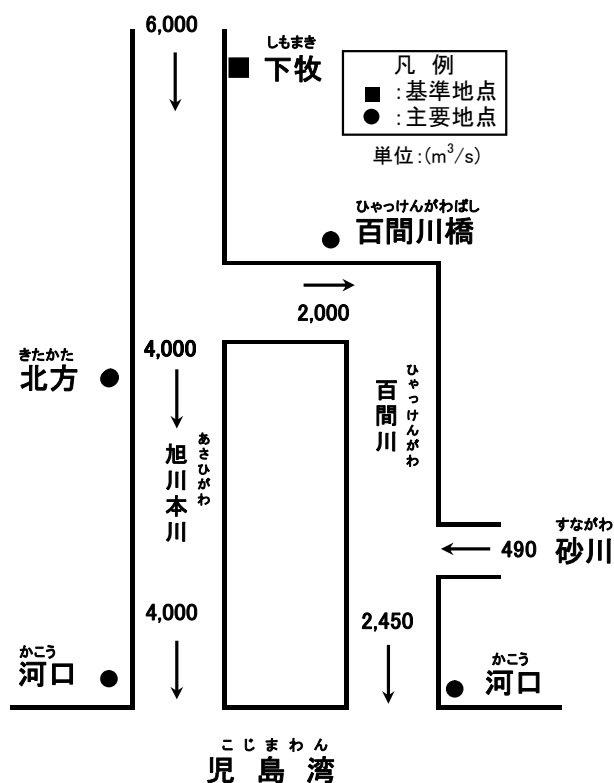 6,000
しもまき
下牧
凡 例
■ :基準地点
● :主要地点
単位:(m³/s)
ひゃっけんがわばし
百間川橋
2,000
きたかた
北方
4,000
あさひがわ
旭川本川
ひゃっけんがわ
百間川
すながわ
490 砂川
4,000
2,450
かこう
河口
かこう
河口
こじまわん
児島湾